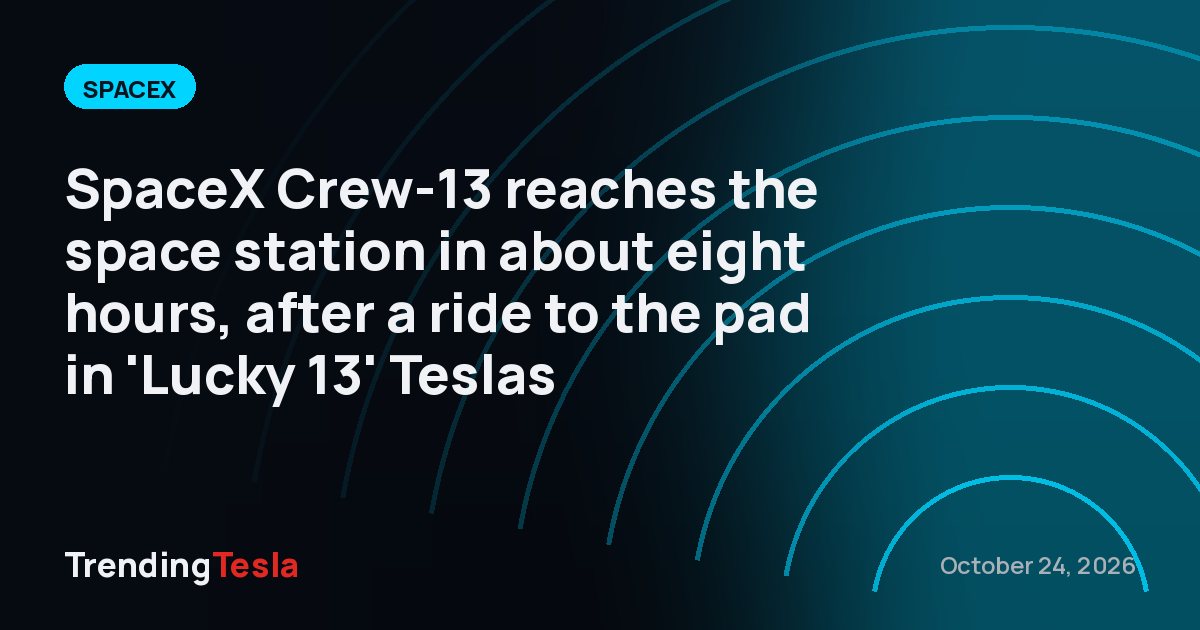 SPACEX
SpaceX Crew-13 reaches the
space station in about eight
hours, after a ride to the pad
in 'Lucky 13' Teslas
TrendingTesla
October 24, 2026